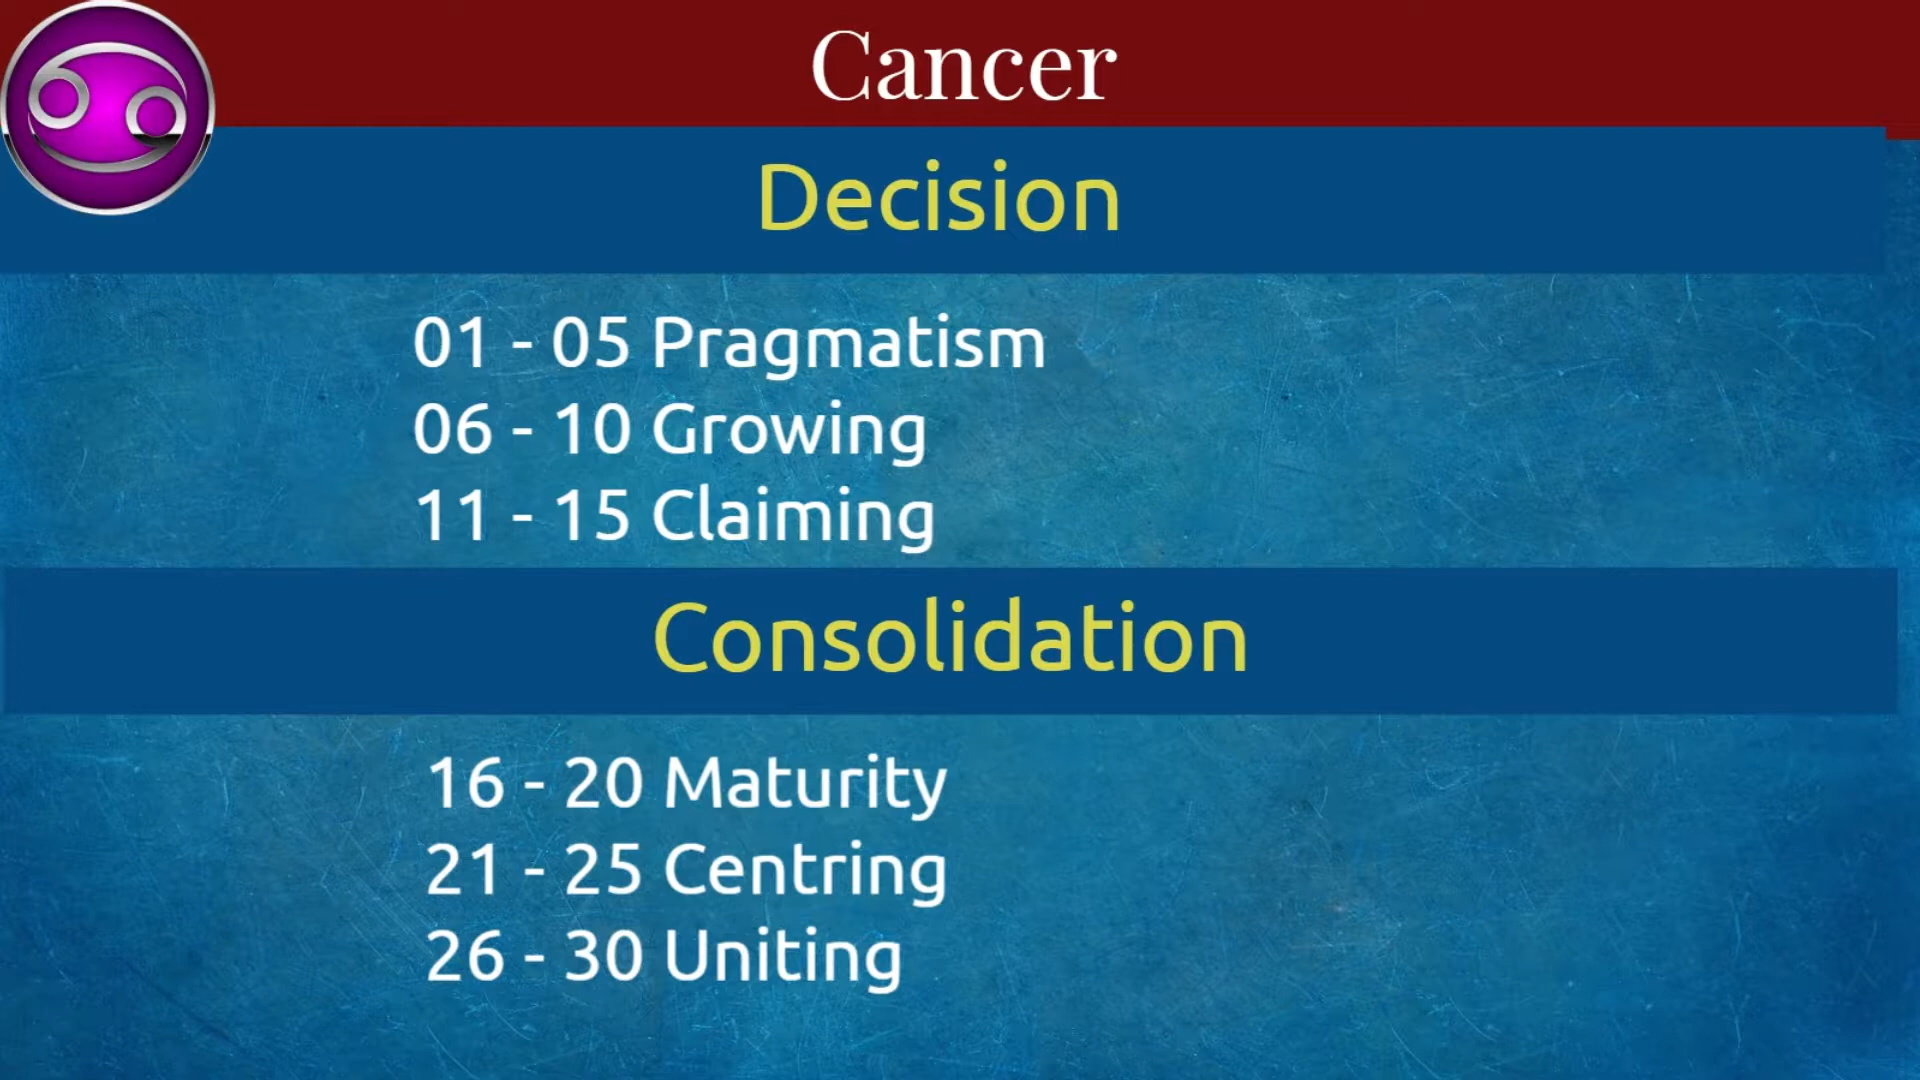 Cancer
Decision
01 - 05 Pragmatism
06 - 10 Growing
11 - 15 Claiming
Consolidation
16 - 20 Maturity
21 - 25 Centring
26 - 30 Uniting